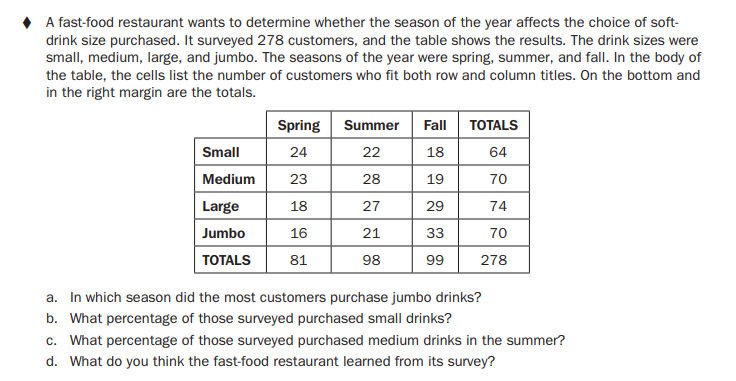 ♦ A fast-food restaurant wants to determine whether the season of the year affects the choice of soft-
drink size purchased. It surveyed 278 customers, and the table shows the results. The drink sizes were
small, medium, large, and jumbo. The seasons of the year were spring, summer, and fall. In the body of
the table, the cells list the number of customers who fit both row and column titles. On the bottom and
in the right margin are the totals.
Spring Summer Fall TOTALS
Small 24 22 18 64
Medium 23 28 19 70
Large 18 27 29 74
Jumbo 16 21 33 70
TOTALS 81 98 99 278
a. In which season did the most customers purchase jumbo drinks?
b. What percentage of those surveyed purchased small drinks?
c. What percentage of those surveyed purchased medium drinks in the summer?
d. What do you think the fast-food restaurant learned from its survey?